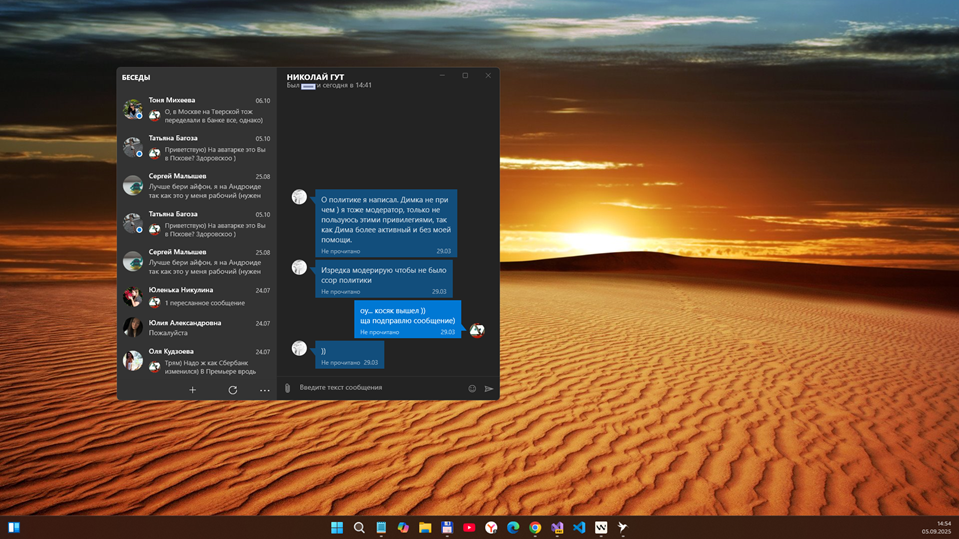 БЕСЕДЫ
Тоня Михеева 06.10
О, в Москве на Тверской тож
переделали в банке все, однако)
Татьяна Багоза 05.10
Приветствую) На аватарке это Вы
в Пскове? Здоровскоо )
Сергей Малышев 25.08
Лучше бери айфон, я на Андроиде
так как это у меня рабочий (нужен
Татьяна Багоза 05.10
Приветствую) На аватарке это Вы
в Пскове? Здоровскоо )
Сергей Малышев 25.08
Лучше бери айфон, я на Андроиде
так как это у меня рабочий (нужен
Юленька Никулина 24.07
1 пересланное сообщение
Юлия Александровна 24.07
Пожалуйста
Оля Кудзоева 24.07
Трям) Надо ж как Сбербанк
изменился) В Премьере вродь
НИКОЛАЙ ГУТ
Был и сегодня в 14:41
О политике я написал. Димка не при
чем ) я тоже модератор, только не
пользуюсь этими привилегиями, так
как Дима более активный и без моей
помощи.
Не прочитано 29.03
Изредка модерирую чтобы не было
ссор политики
Не прочитано 29.03
оу... косяк вышел ))
ща подправлю сообщение)
Не прочитано 29.03
))
Не прочитано 29.03
Введите текст сообщения
14:54
05.09.2025